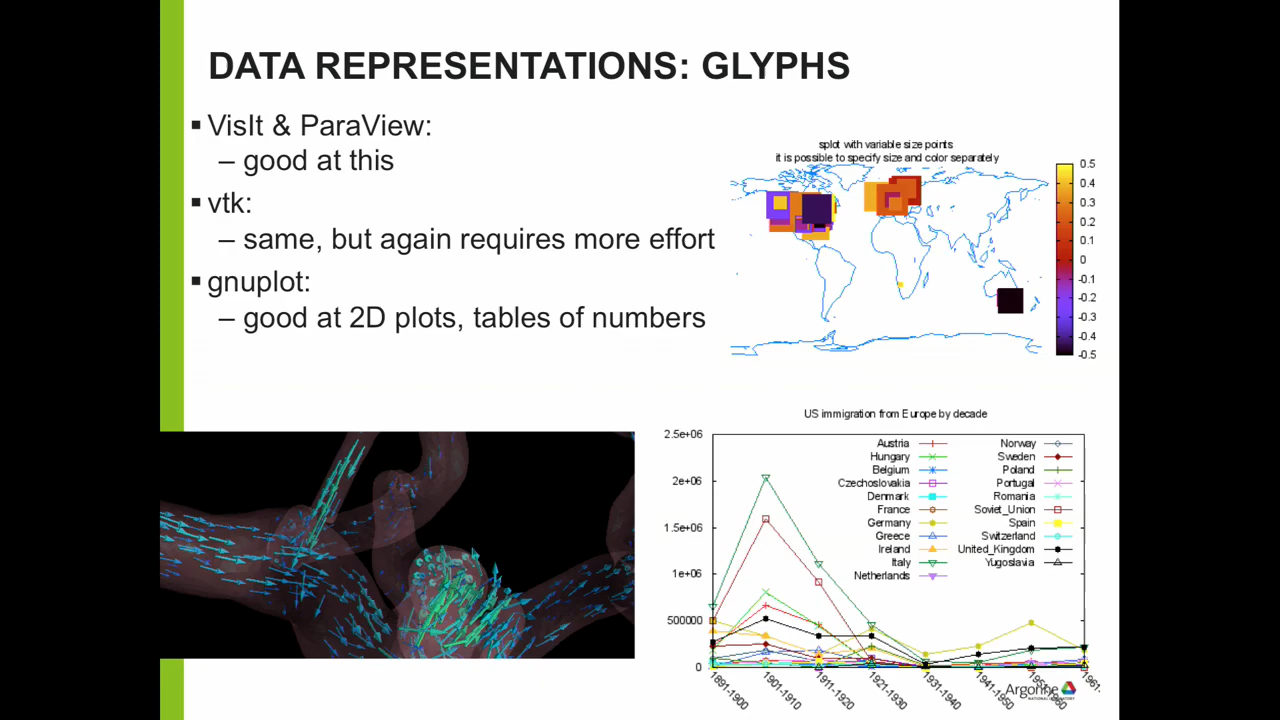 DATA REPRESENTATIONS: GLYPHS
▪ VisIt & ParaView:
– good at this
▪ vtk:
– same, but again requires more effort
▪ gnuplot:
– good at 2D plots, tables of numbers
splot with variable size points
it is possible to specify size and color separately
0.5
0.4
0.3
0.2
0.1
0
-0.1
-0.2
-0.3
-0.4
-0.5
US immigration from Europe by decade
2.5e+06
2e+06
1.5e+06
1e+06
500000
0
Austria
Hungary
Belgium
Czechoslovakia
Denmark
France
Germany
Greece
Ireland
Italy
Netherlands
Norway
Sweden
Poland
Portugal
Romania
Soviet_Union
Spain
Switzerland
United_Kingdom
Yugoslavia
1891-1900
1901-1910
1911-1920
1921-1930
1931-1940
1941-1950
1961-
Argonne
NATIONAL LABORATORY